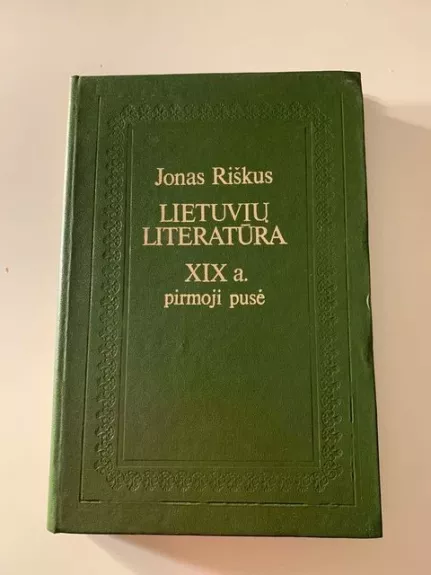 Jonas Riškus
LIETUVIŲ
LITERATŪRA
XIX a.
pirmoji pusė